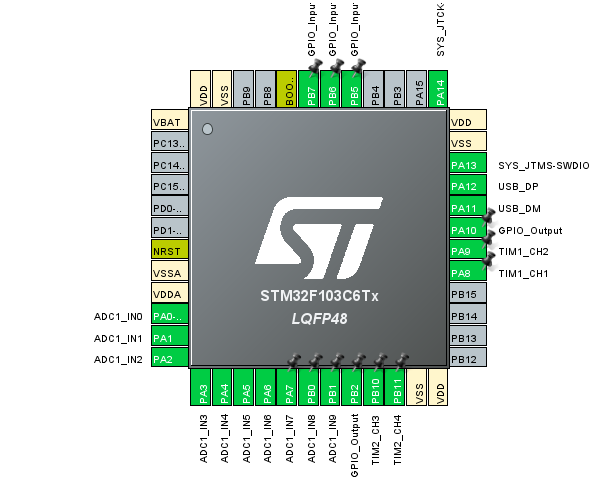 GPIO_Input
GPIO_Input
GPIO_Input
SYS_JTCK-
VDD
VSS
PB9
PB8
BOO..
PB7
PB6
PB5
PB4
PB3
PA15
PA14
VBAT
PC13..
PC14..
PC15..
PD0-..
PD1-..
NRST
VSSA
VDDA
ADC1_IN0 PA0-..
ADC1_IN1 PA1
ADC1_IN2 PA2
VDD
VSS
PA13 SYS_JTMS-SWDIO
PA12 USB_DP
PA11 USB_DM
PA10 GPIO_Output
PA9 TIM1_CH2
PA8 TIM1_CH1
PB15
PB14
PB13
PB12
ST
STM32F103C6Tx
LQFP48
PA3
PA4
PA5
PA6
PA7
PB0
PB1
PB2
PB10
PB11
VSS
VDD
ADC1_IN3
ADC1_IN4
ADC1_IN5
ADC1_IN6
ADC1_IN7
ADC1_IN8
ADC1_IN9
GPIO_Output
TIM2_CH3
TIM2_CH4